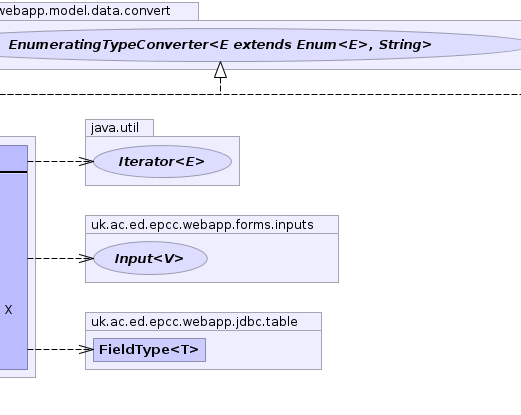 webapp.model.data.convert
EnumeratingTypeConverter<E extends Enum<E>, String>
java.util
Iterator<E>
uk.ac.ed.epcc.webapp.forms.inputs
Input<V>
X
uk.ac.ed.epcc.webapp.jdbc.table
FieldType<T>